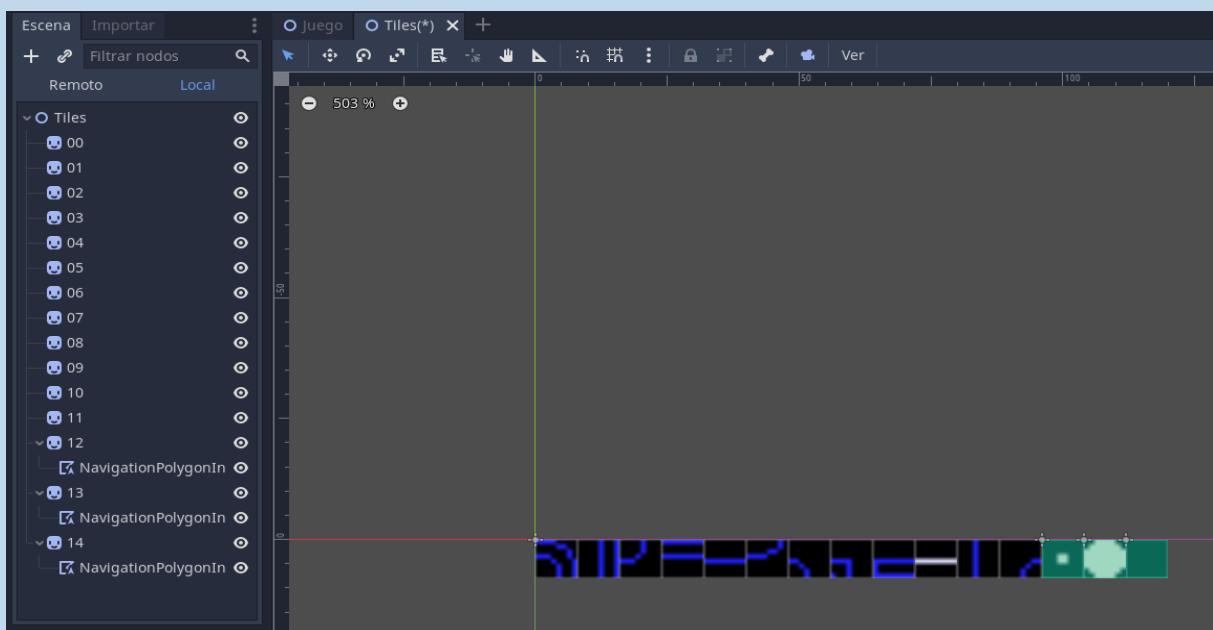 Escena Importar
Juego Tiles(*)
Filtrar nodos
Ver
Remoto Local
0 50 100
503 %
Tiles
00
01
02
03
04
05
06
07
08
09
10
11
12
NavigationPolygonIn
13
NavigationPolygonIn
14
NavigationPolygonIn
-50
0